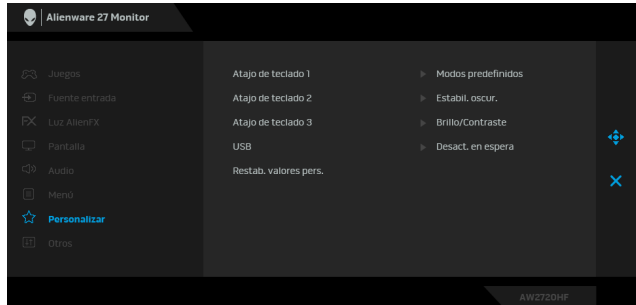 Alienware 27 Monitor
Juegos
Fuente entrada
Luz AlienFX
Pantalla
Audio
Menú
Personalizar
Otros
Atajo de teclado 1 Modos predefinidos
Atajo de teclado 2 Estabil. oscur.
Atajo de teclado 3 Brillo/Contraste
USB Desact. en espera
Restab. valores pers.
AW2720HF